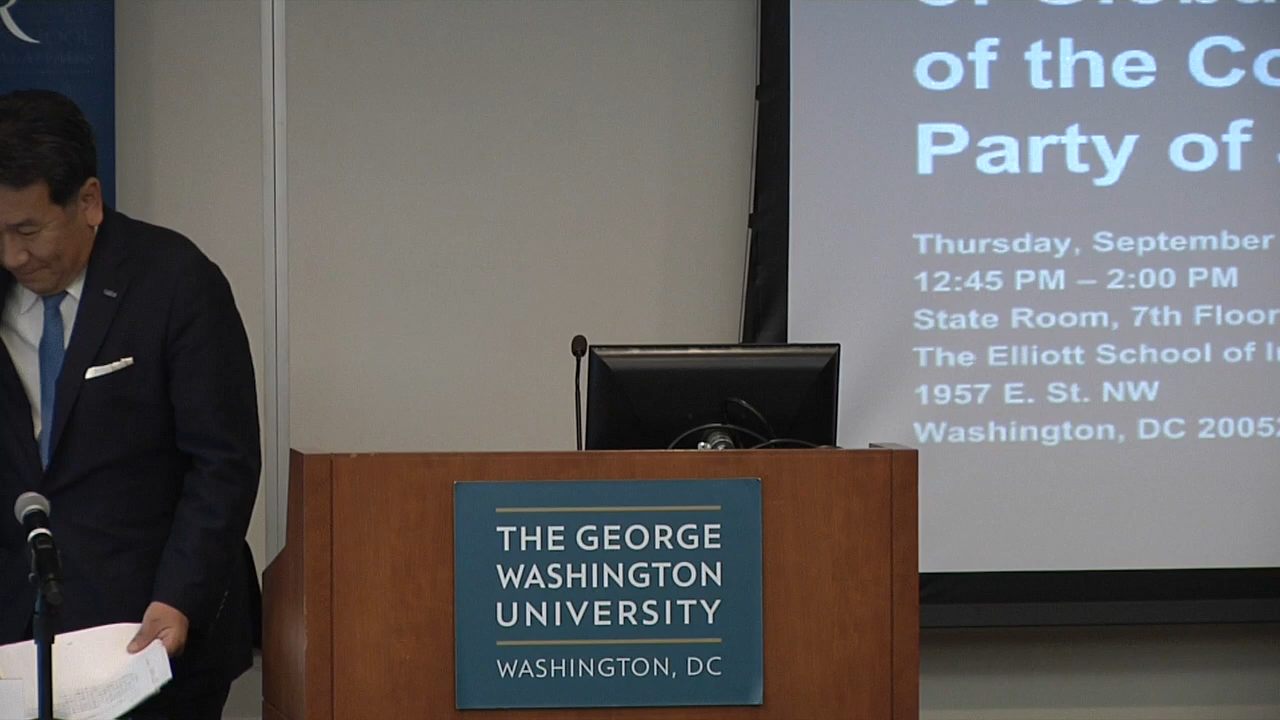 of the Co
Party of
Thursday, September
12:45 PM – 2:00 PM
State Room, 7th Floor
The Elliott School of I
1957 E. St. NW
Washington, DC 20052
THE GEORGE
WASHINGTON
UNIVERSITY
WASHINGTON, DC